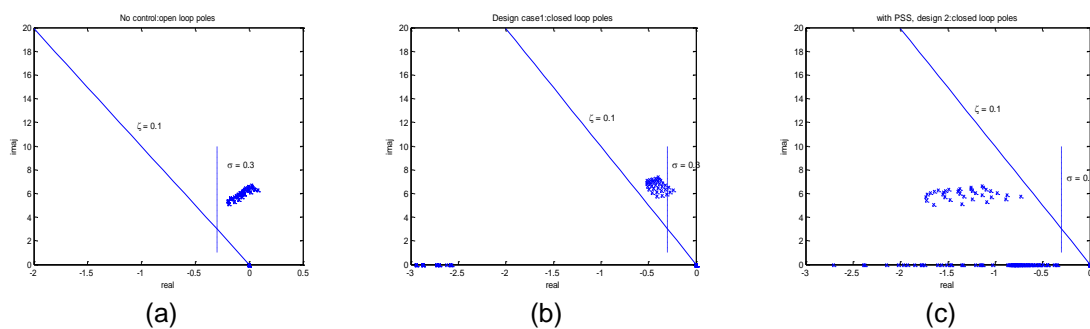 No control:open loop poles
20
18
16
14
12
10
8
6
4
2
0
imaj
ζ = 0.1
σ = 0.3
-2 -1.5 -1 -0.5 0 0.5
real
(a)
Design case1:closed loop poles
20
18
16
14
12
10
8
6
4
2
0
imaj
ζ = 0.1
σ = 0.3
-3 -2.5 -2 -1.5 -1 -0.5 0
real
(b)
with PSS, design 2:closed loop poles
20
18
16
14
12
10
8
6
4
2
0
imaj
ζ = 0.1
σ = 0.
-3 -2.5 -2 -1.5 -1 -0.5 0
real
(c)